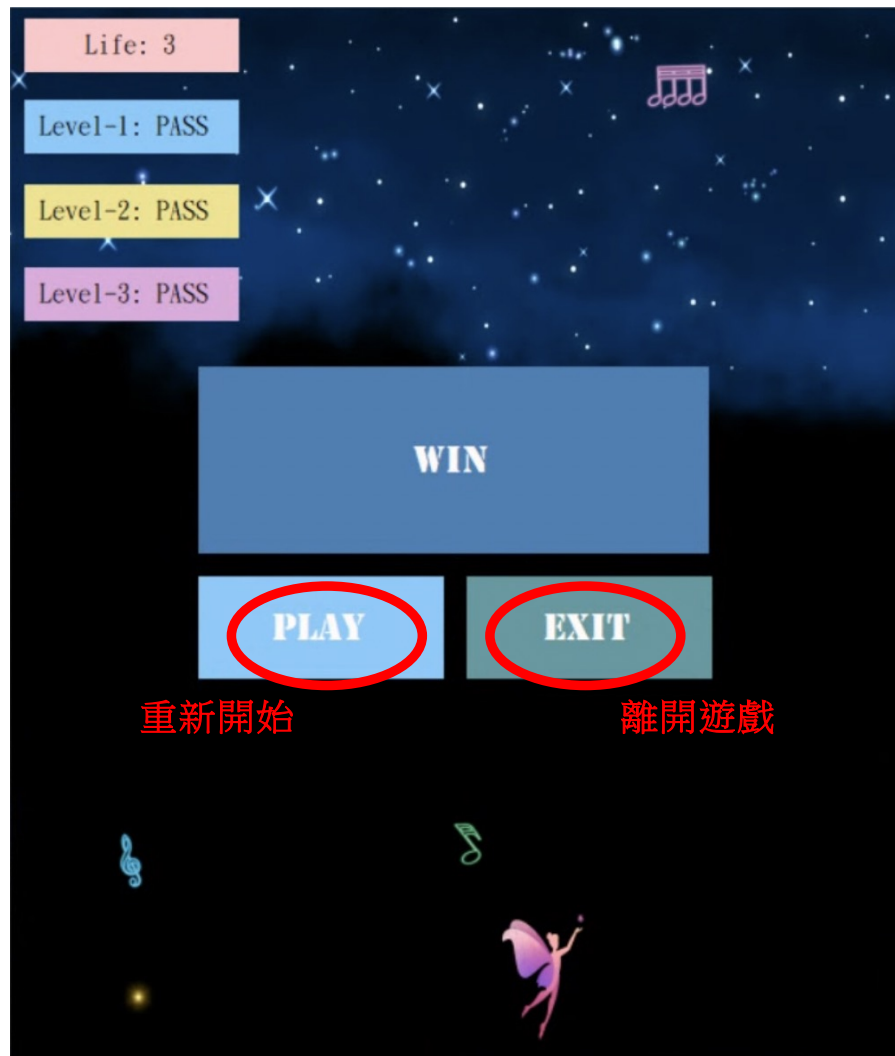 Life: 3
Level-1: PASS
Level-2: PASS
Level-3: PASS
WIN
PLAY
EXIT
重新開始
離開遊戲